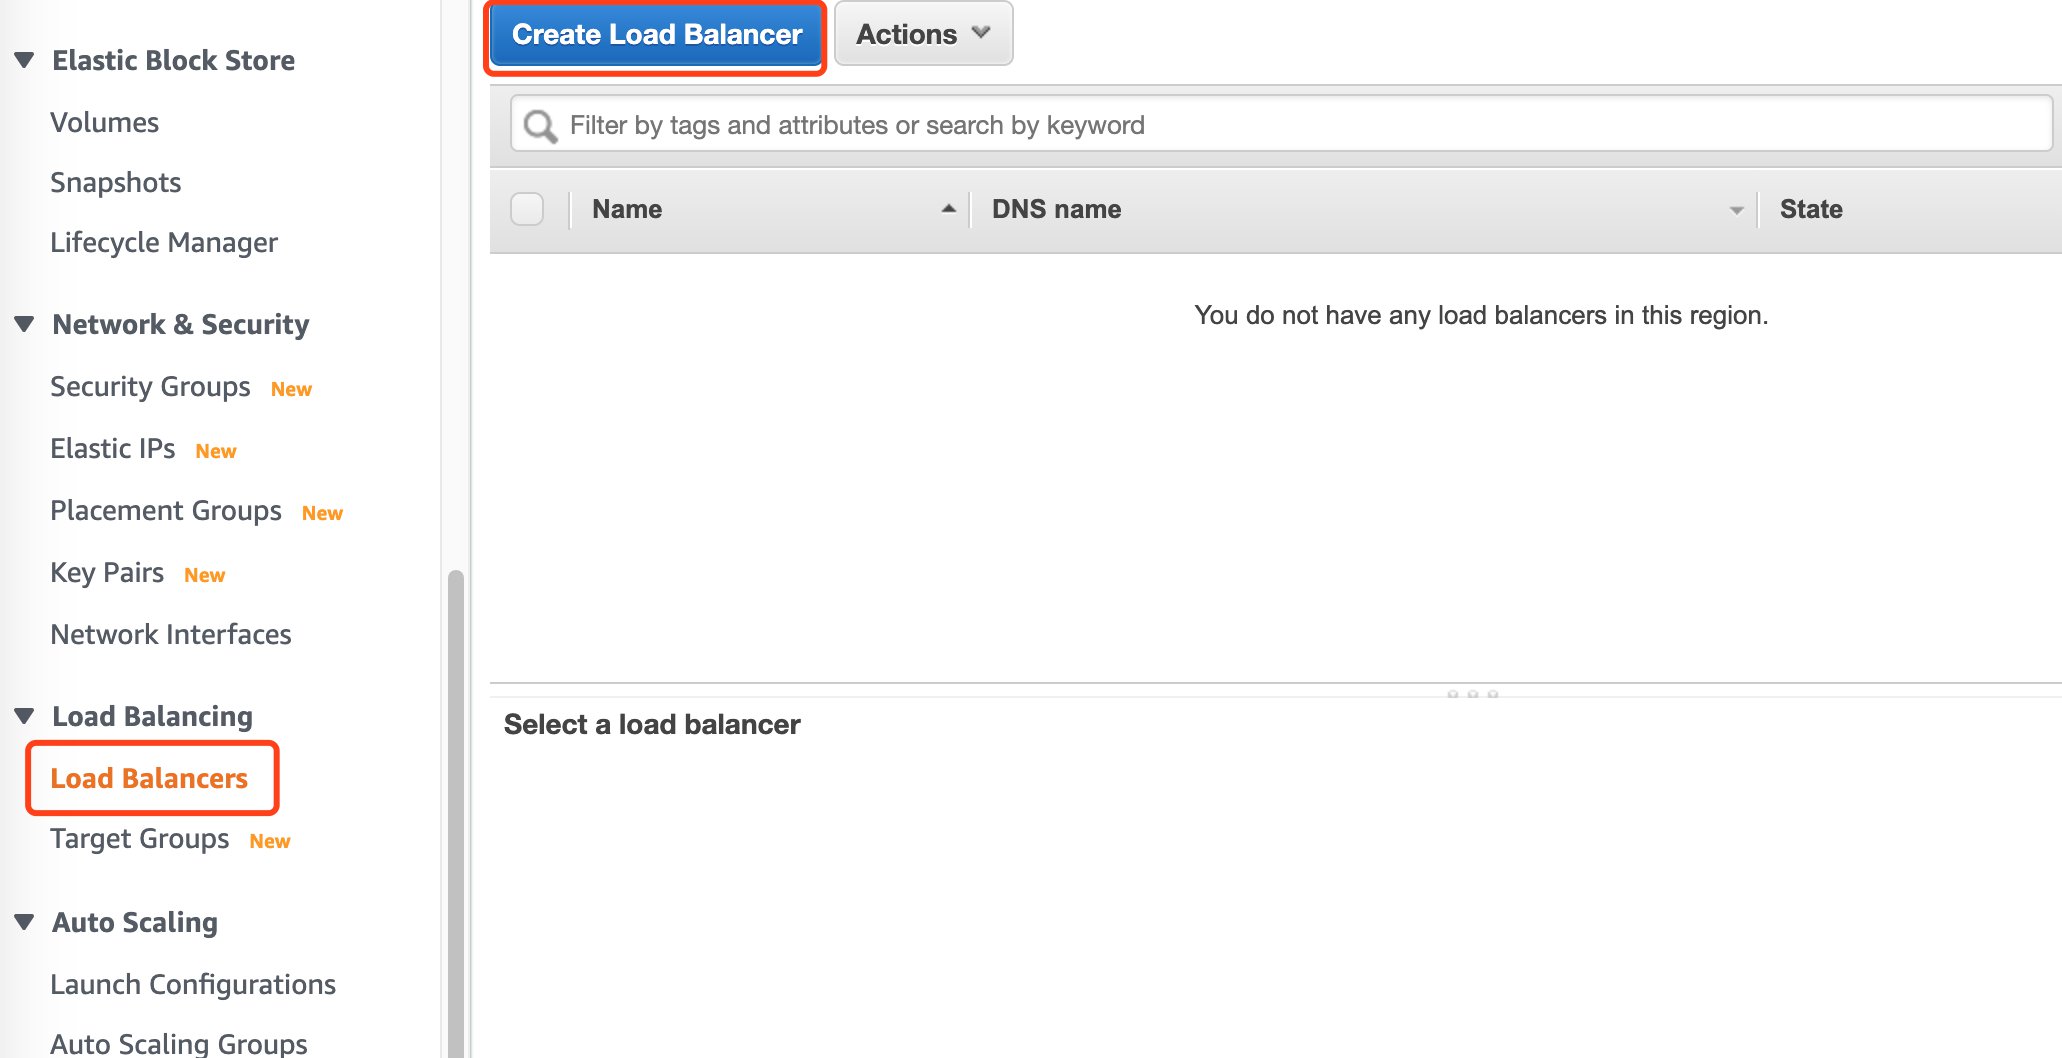 Elastic Block Store
Volumes
Snapshots
Lifecycle Manager
Network & Security
Security Groups New
Elastic IPs New
Placement Groups New
Key Pairs New
Network Interfaces
Load Balancing
Load Balancers
Target Groups New
Auto Scaling
Launch Configurations
Auto Scaling Groups
Create Load Balancer Actions
Filter by tags and attributes or search by keyword
Name DNS name State
You do not have any load balancers in this region.
Select a load balancer